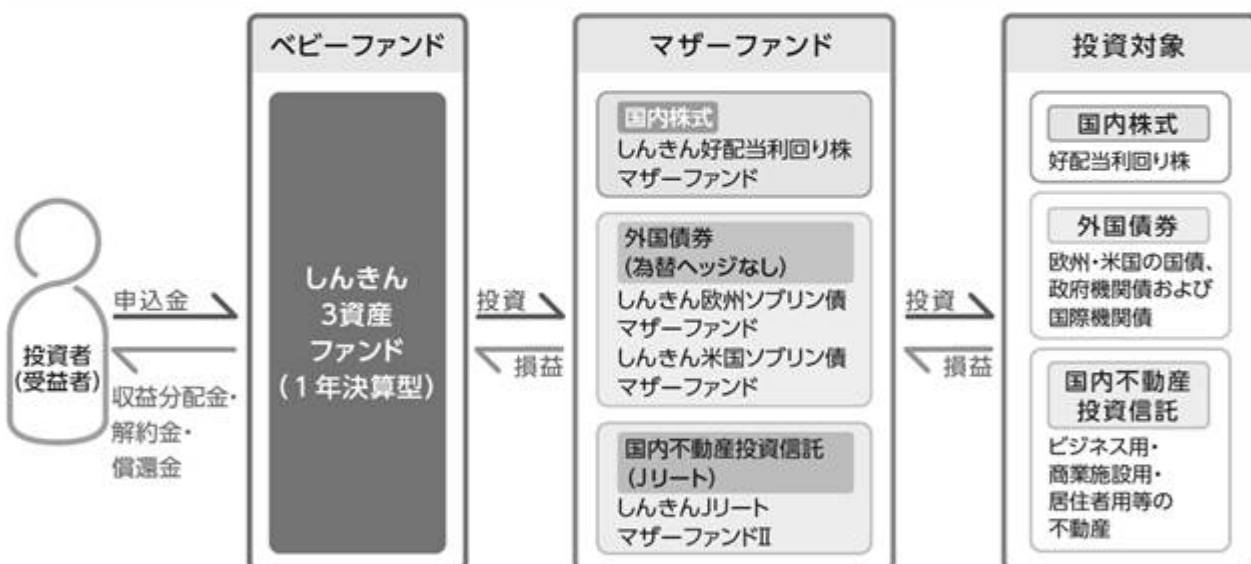 ベビーファンド
マザーファンド
投資対象
投資者
(受益者)
申込金
収益分配金・
解約金・
償還金
しんきん
3資産
ファンド
(1年決算型)
投資
損益
国内株式
しんきん好配当利回り株
マザーファンド
外国債券
(為替ヘッジなし)
しんきん欧州ソブリン債
マザーファンド
しんきん米国ソブリン債
マザーファンド
国内不動産投資信託
(Jリート)
しんきんJリート
マザーファンドⅡ
投資
損益
国内株式
好配当利回り株
外国債券
欧州・米国の国債、
政府機関債および
国際機関債
国内不動産
投資信託
ビジネス用・
商業施設用・
居住者用等の
不動産